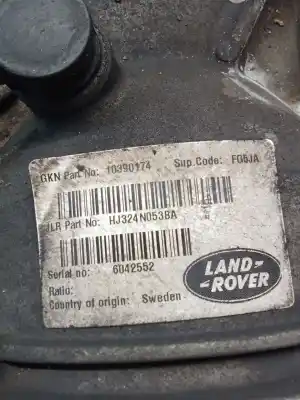 GKN Part No: 10390174 Sup.Code: FG5JA
JLR Part No: HJ324N053BA
Serial no: 6042552
Ratio:
Country of origin: Sweden
LAND-
-ROVER